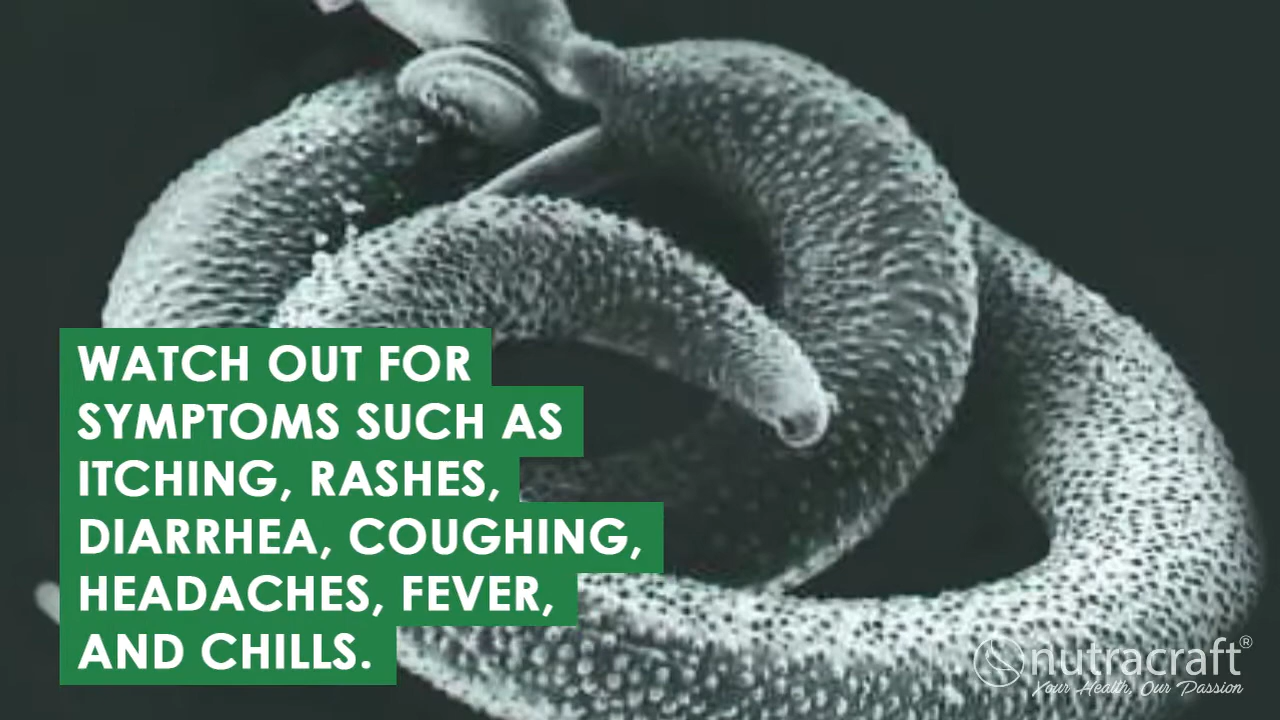 WATCH OUT FOR
SYMPTOMS SUCH AS
ITCHING, RASHES,
DIARRHEA, COUGHING,
HEADACHES, FEVER,
AND CHILLS.
nutracraft®
Your Health, Our Passion